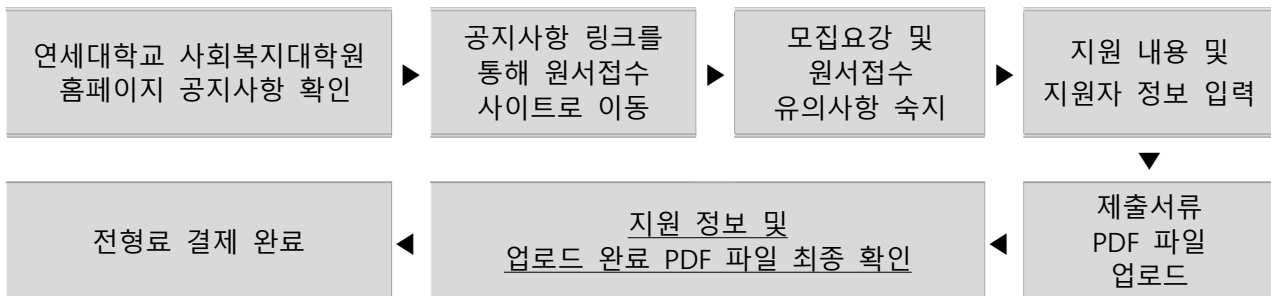 연세대학교 사회복지대학원
홈페이지 공지사항 확인
▶
공지사항 링크를
통해 원서접수
사이트로 이동
▶
모집요강 및
원서접수
유의사항 숙지
▶
지원 내용 및
지원자 정보 입력
▼
제출서류
PDF 파일
업로드
◀
지원 정보 및
업로드 완료 PDF 파일 최종 확인
◀
전형료 결제 완료